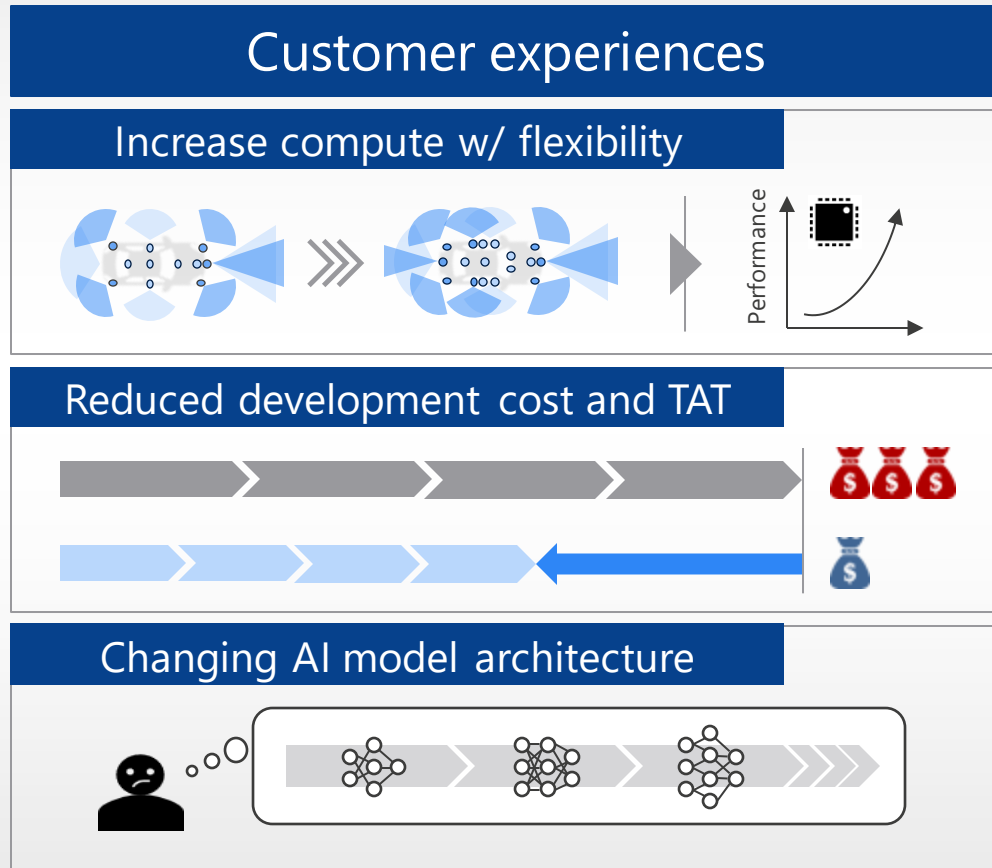 Customer experiences
Increase compute w/ flexibility
Performance
Reduced development cost and TAT
$ $ $
$
Changing AI model architecture